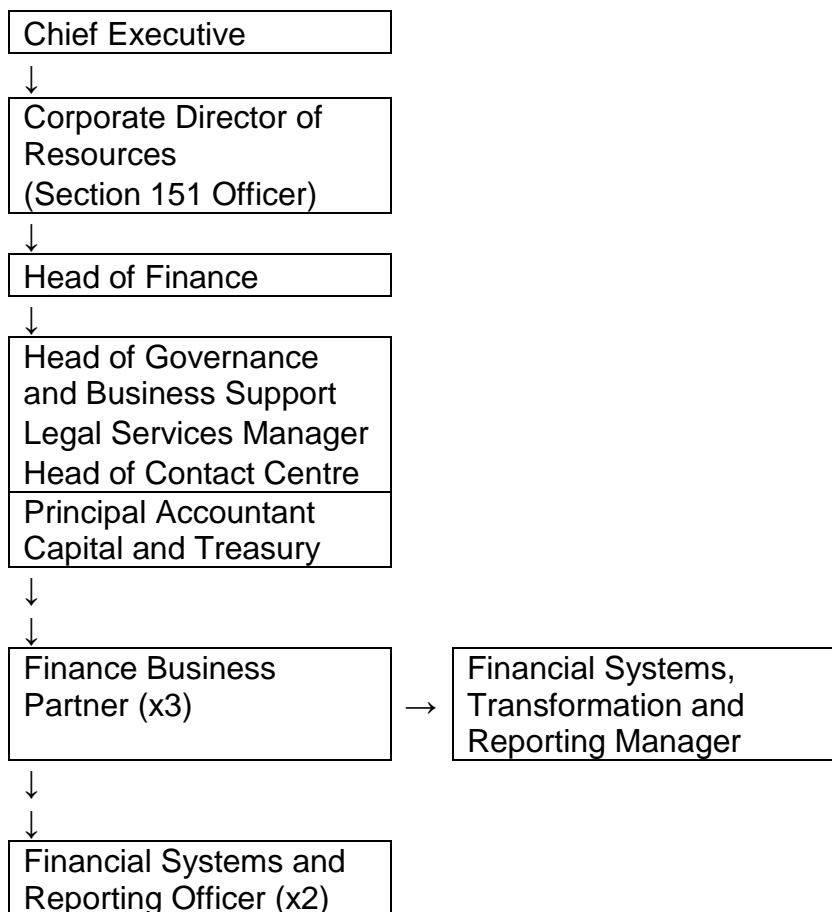 Chief Executive
↓
Corporate Director of
Resources
(Section 151 Officer)
↓
Head of Finance
↓
Head of Governance
and Business Support
Legal Services Manager
Head of Contact Centre
Principal Accountant
Capital and Treasury
↓
↓
Finance Business
Partner (x3)
→
Financial Systems,
Transformation and
Reporting Manager
↓
↓
Financial Systems and
Reporting Officer (x2)